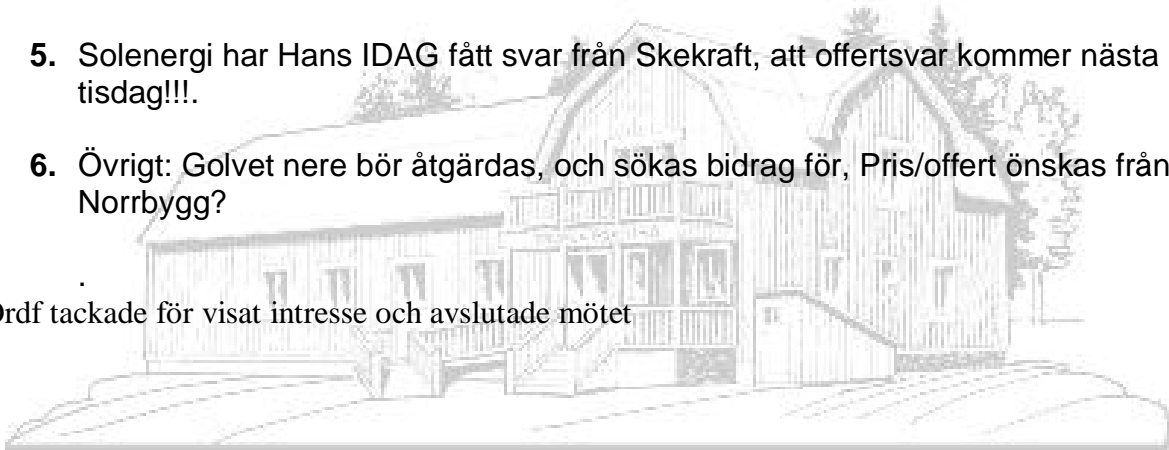 5. Solenergi har Hans IDAG fått svar från Skekraft, att offertsvar kommer nästa
tisdag!!!.
6. Övrigt: Golvet nere bör åtgärdas, och sökas bidrag för, Pris/offert önskas från
Norrbygg?
.
Ordf tackade för visat intresse och avslutade mötet